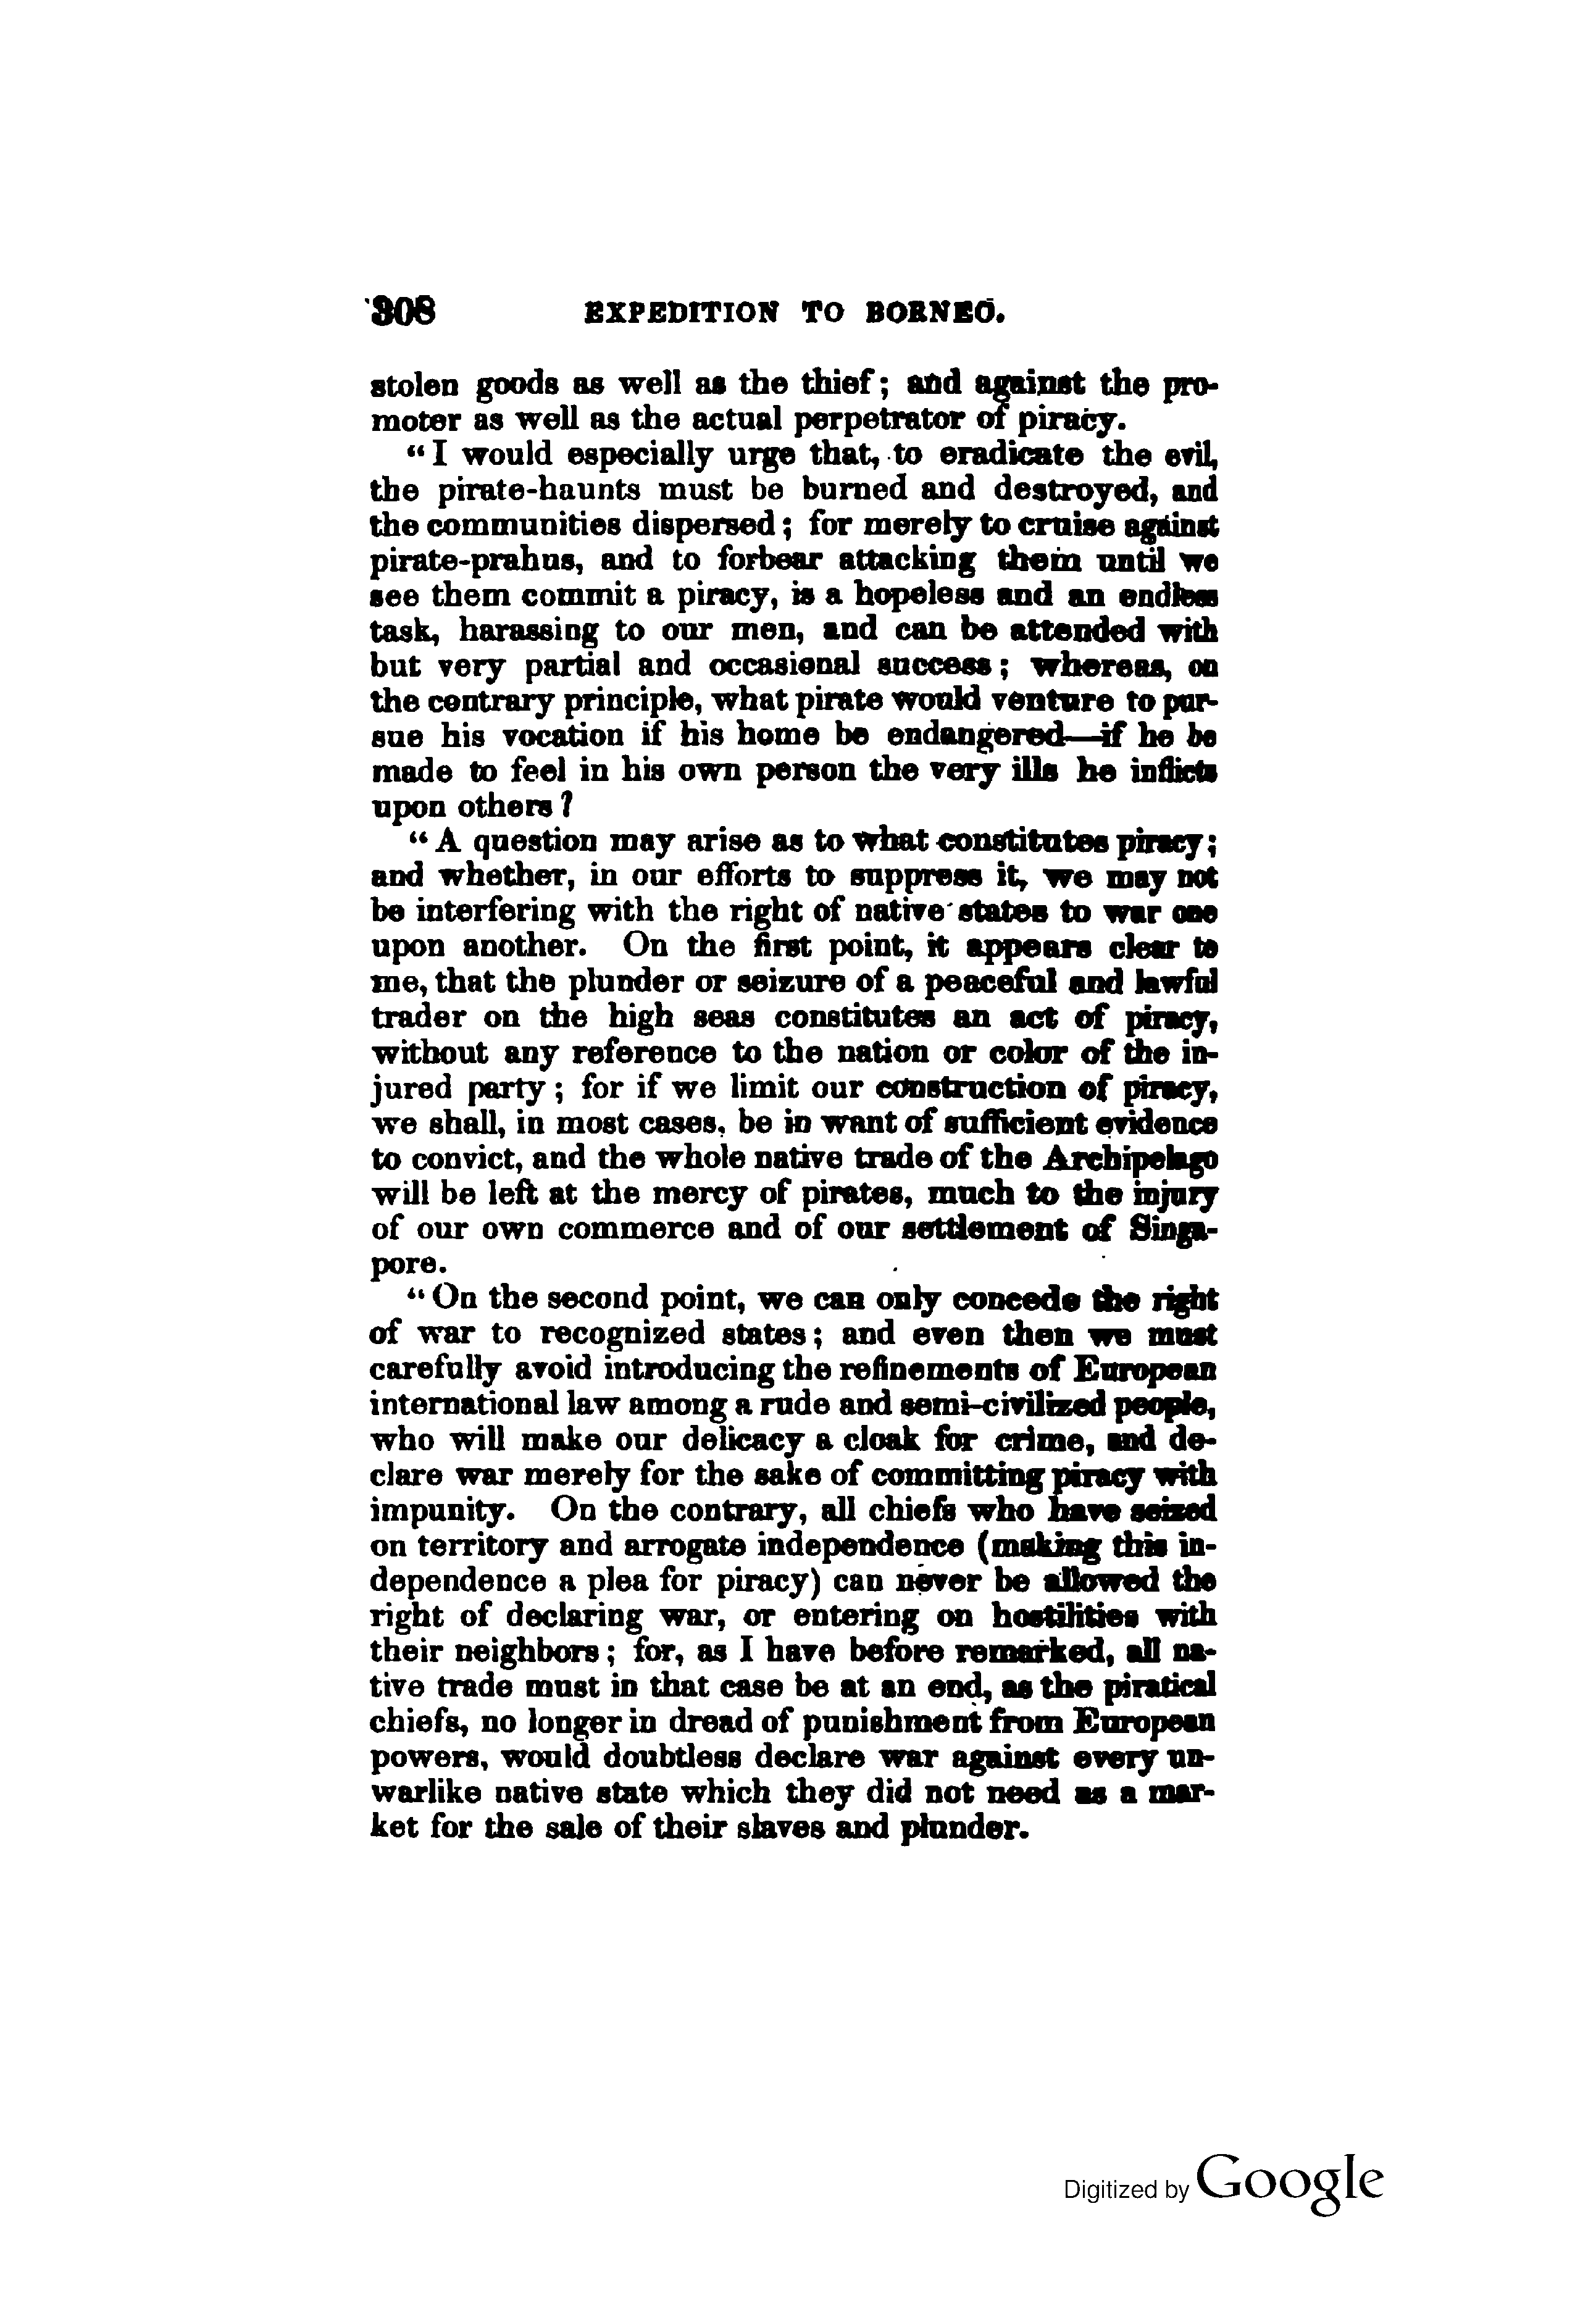 308 EXPEDITION TO BORNEO.
stolen goods as well as the thief; and against the pro-
moter as well as the actual perpetrator of piracy.
“I would especially urge that, to eradicate the evil,
the pirate-haunts must be burned and destroyed, and
the communities dispersed; for merely to cruise against
pirate-prahus, and to forbear attacking them until we
see them commit a piracy, is a hopeless and an endless
task, harassing to our men, and can be attended with
but very partial and occasional success; whereas, on
the contrary principle, what pirate would venture to pur-
sue his vocation if his home be endangered—if he be
made to feel in his own person the very ills he inflicts
upon others?
“A question may arise as to what constitutes piracy;
and whether, in our efforts to suppress it, we may not
be interfering with the right of native states to war one
upon another. On the first point, it appears clear to
me, that the plunder or seizure of a peaceful and lawful
trader on the high seas constitutes an act of piracy,
without any reference to the nation or color of the in-
jured party; for if we limit our construction of piracy,
we shall, in most cases, be in want of sufficient evidence
to convict, and the whole native trade of the Archipelago
will be left at the mercy of pirates, much to the injury
of our own commerce and of our settlement of Singa-
pore.
“On the second point, we can only concede the right
of war to recognized states; and even then we must
carefully avoid introducing the refinements of European
international law among a rude and semi-civilized people,
who will make our delicacy a cloak for crime, and de-
clare war merely for the sake of committing piracy with
impunity. On the contrary, all chiefs who have seized
on territory and arrogate independence (making this in-
dependence a plea for piracy) can never be allowed the
right of declaring war, or entering on hostilities with
their neighbors; for, as I have before remarked, all na-
tive trade must in that case be at an end, as the piratical
chiefs, no longer in dread of punishment from European
powers, would doubtless declare war against every un-
warlike native state which they did not need as a mar-
ket for the sale of their slaves and plunder.
Digitized by Google